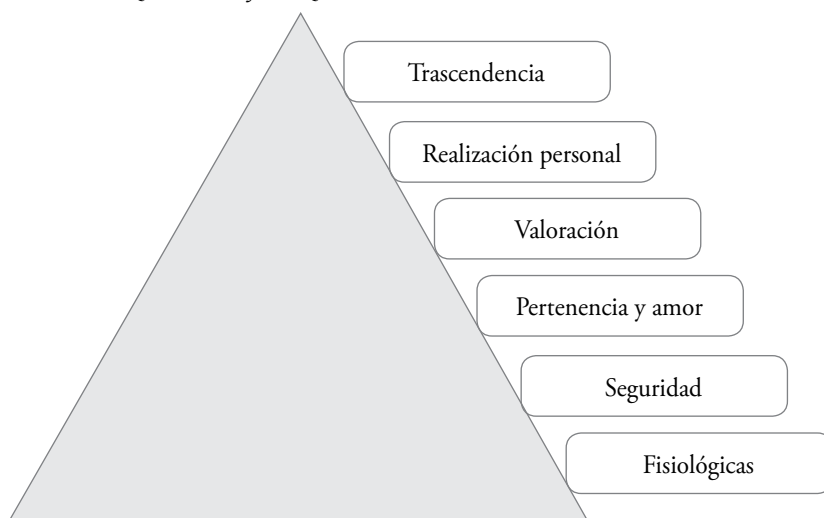 Trascendencia
Realización personal
Valoración
Pertenencia y amor
Seguridad
Fisiológicas